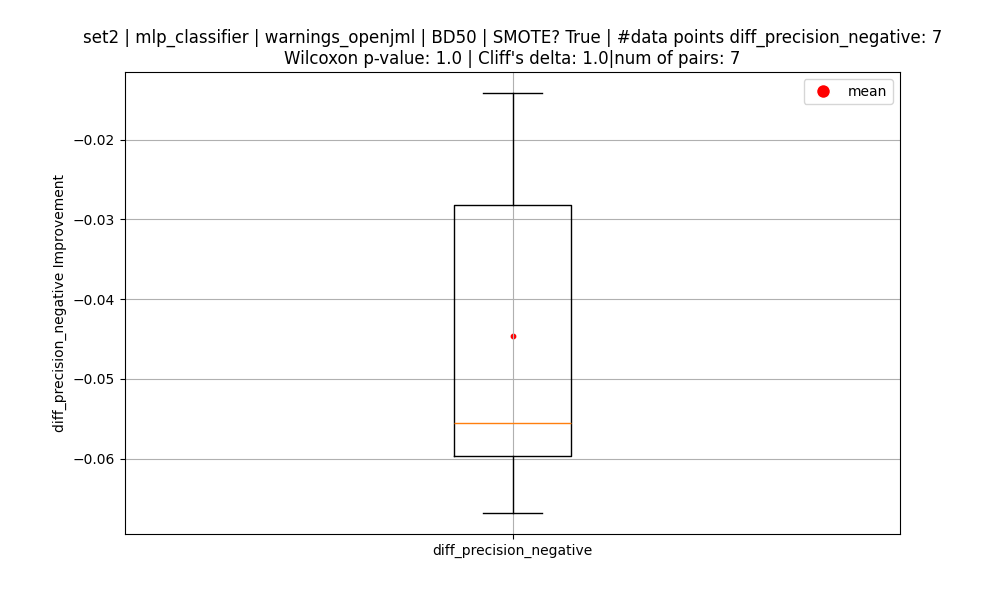 set2 | mlp_classifier | warnings_openjml | BD50 | SMOTE? True | #data points diff_precision_negative: 7
Wilcoxon p-value: 1.0 | Cliff's delta: 1.0|num of pairs: 7
mean
−0.02
−0.03
−0.04
−0.05
−0.06
diff_precision_negative Improvement
diff_precision_negative